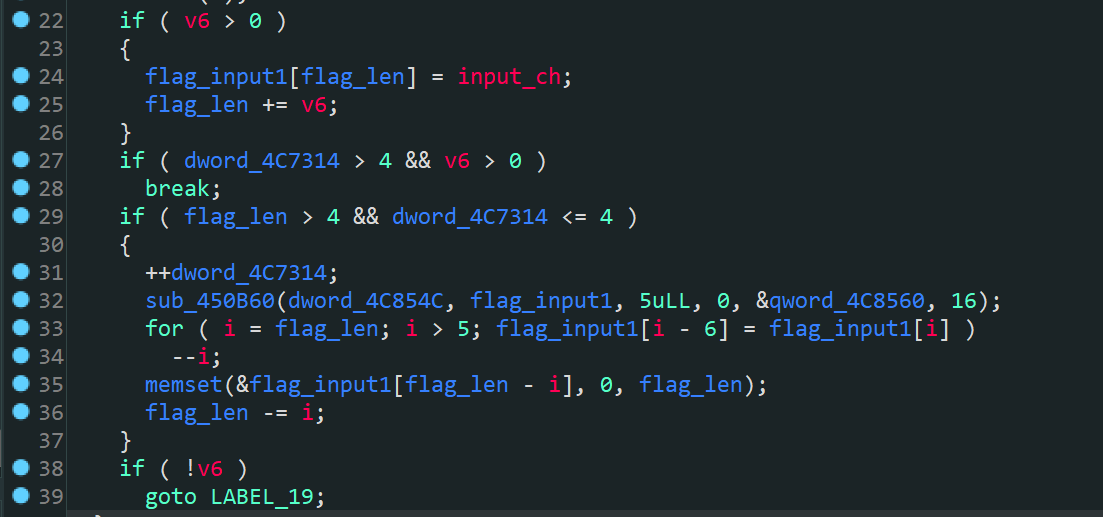 22 if ( v6 > 0 )
23 {
24 flag_input1[flag_len] = input_ch;
25 flag_len += v6;
26 }
27 if ( dword_4C7314 > 4 && v6 > 0 )
28 break;
29 if ( flag_len > 4 && dword_4C7314 <= 4 )
30 {
31 ++dword_4C7314;
32 sub_450B60(dword_4C854C, flag_input1, 5uLL, 0, &qword_4C8560, 16);
33 for ( i = flag_len; i > 5; flag_input1[i - 6] = flag_input1[i] )
34 --i;
35 memset(&flag_input1[flag_len - i], 0, flag_len);
36 flag_len -= i;
37 }
38 if ( !v6 )
39 goto LABEL_19;